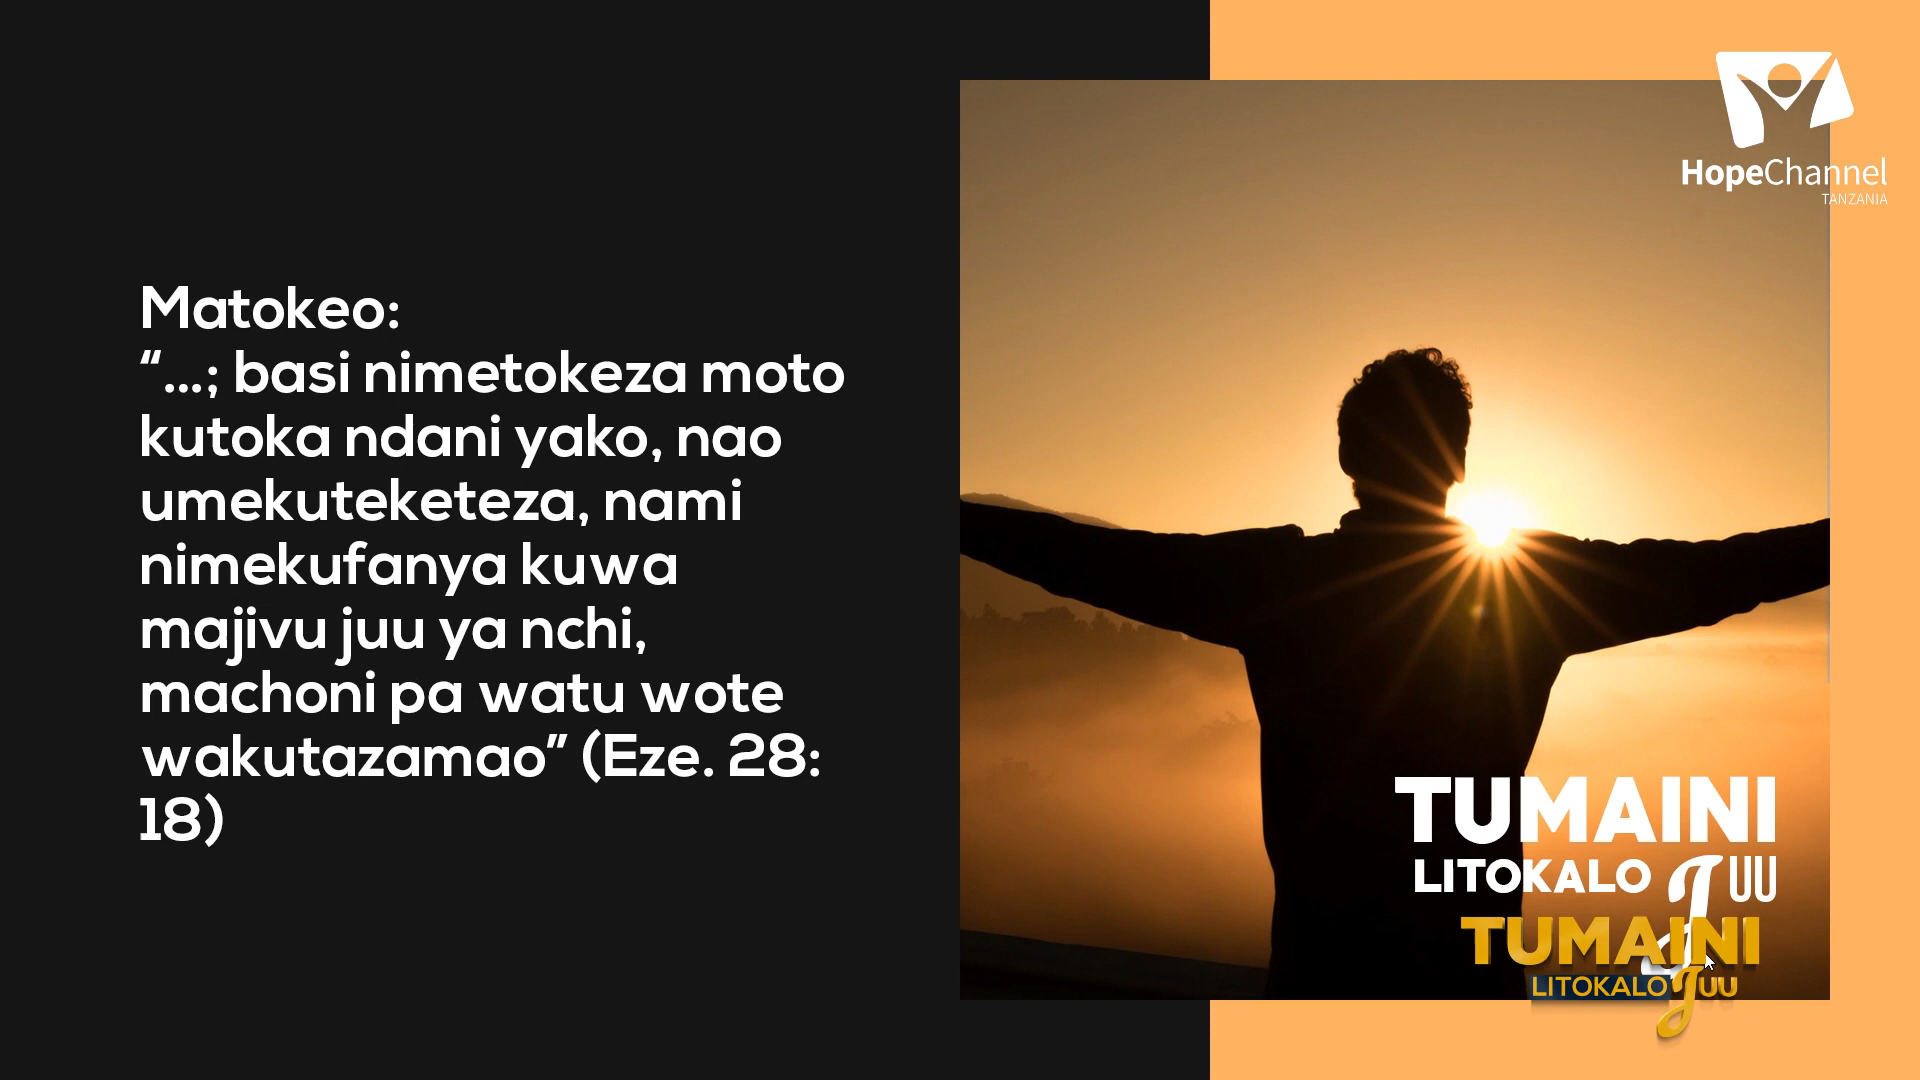 Matokeo:
“...; basi nimetokeza moto
kutoka ndani yako, nao
umekuteketeza, nami
nimekufanya kuwa
majivu juu ya nchi,
machoni pa watu wote
wakutazamao” (Eze. 28:
18)
HopeChannel
TANZANIA
TUMAINI
LITOKALO JUU
TUMAINI
LITOKALO JUU